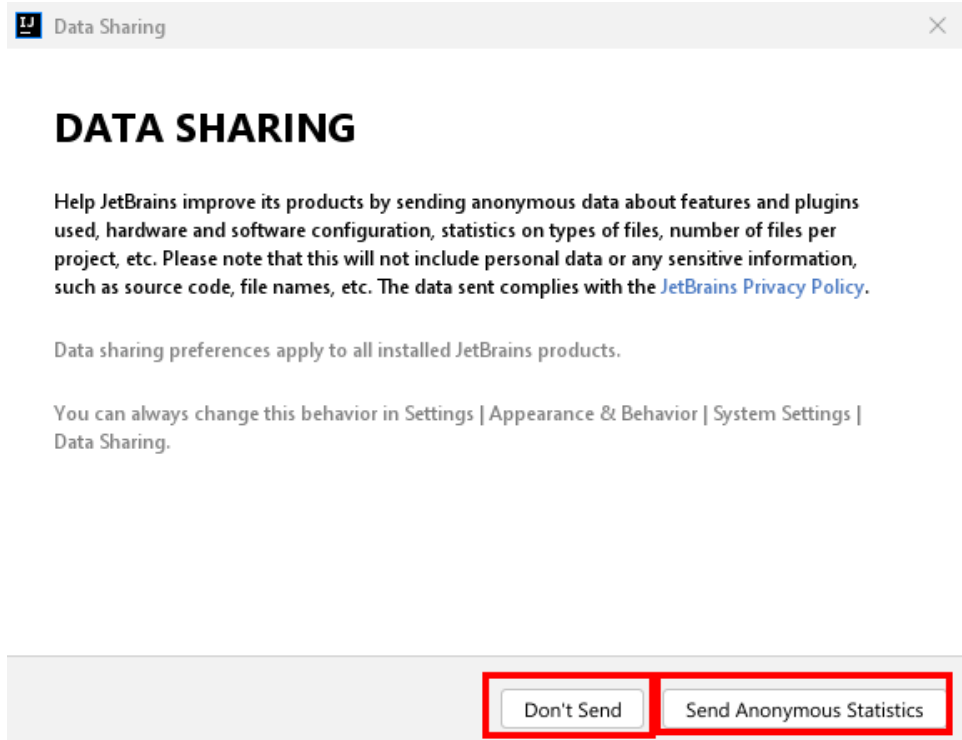 IJ Data Sharing
DATA SHARING
Help JetBrains improve its products by sending anonymous data about features and plugins
used, hardware and software configuration, statistics on types of files, number of files per
project, etc. Please note that this will not include personal data or any sensitive information,
such as source code, file names, etc. The data sent complies with the JetBrains Privacy Policy.
Data sharing preferences apply to all installed JetBrains products.
You can always change this behavior in Settings | Appearance & Behavior | System Settings |
Data Sharing.
Don't Send Send Anonymous Statistics